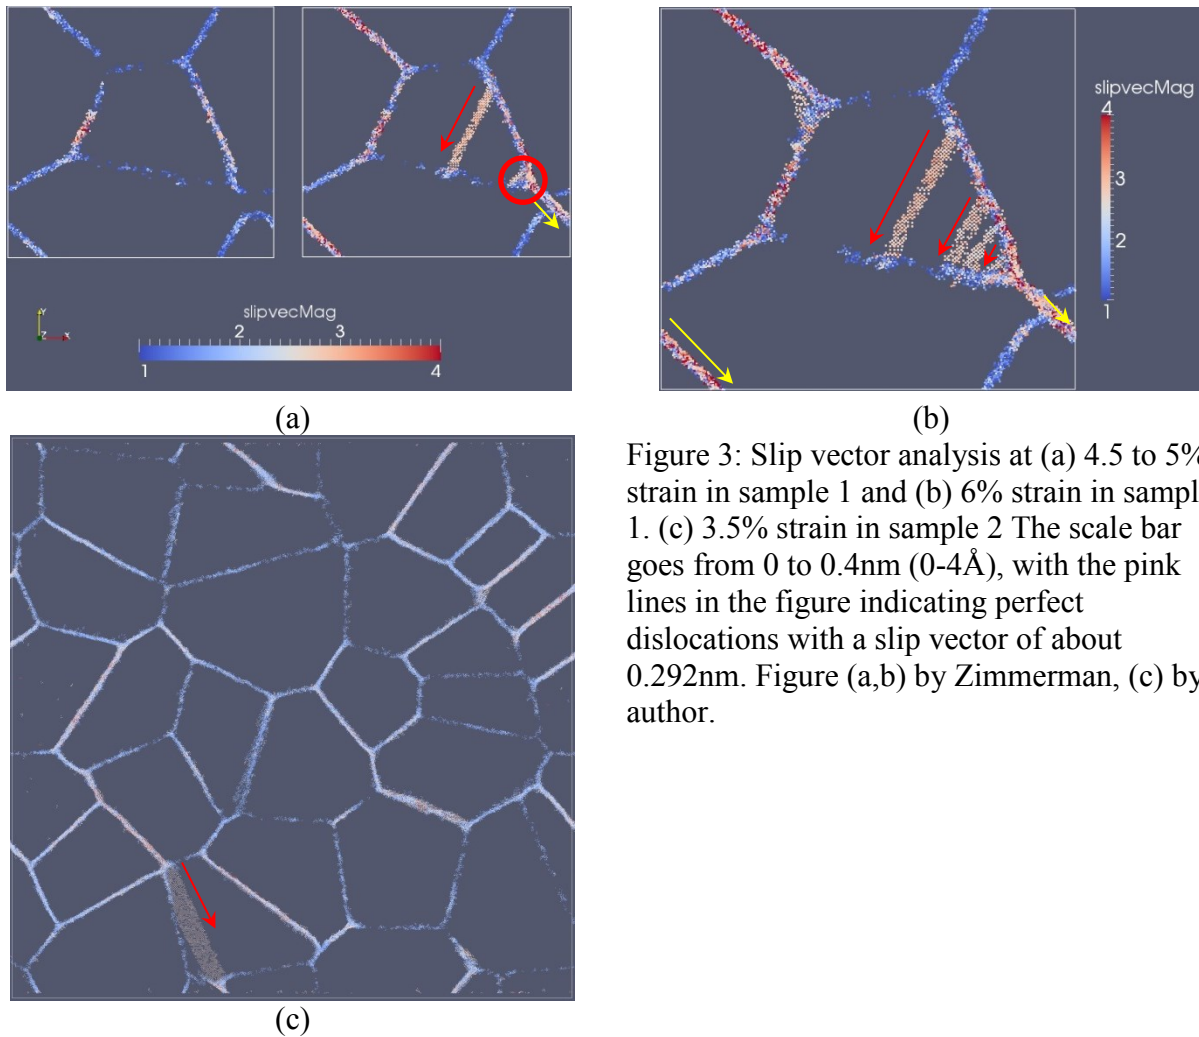 slipvecMag
2 3
1 4
Y
Z X
(a)
slipvecMag
4
3
2
1
(b)
Figure 3: Slip vector analysis at (a) 4.5 to 5%
strain in sample 1 and (b) 6% strain in sampl
1. (c) 3.5% strain in sample 2 The scale bar
goes from 0 to 0.4nm (0-4Å), with the pink
lines in the figure indicating perfect
dislocations with a slip vector of about
0.292nm. Figure (a,b) by Zimmerman, (c) by
author.
(c)